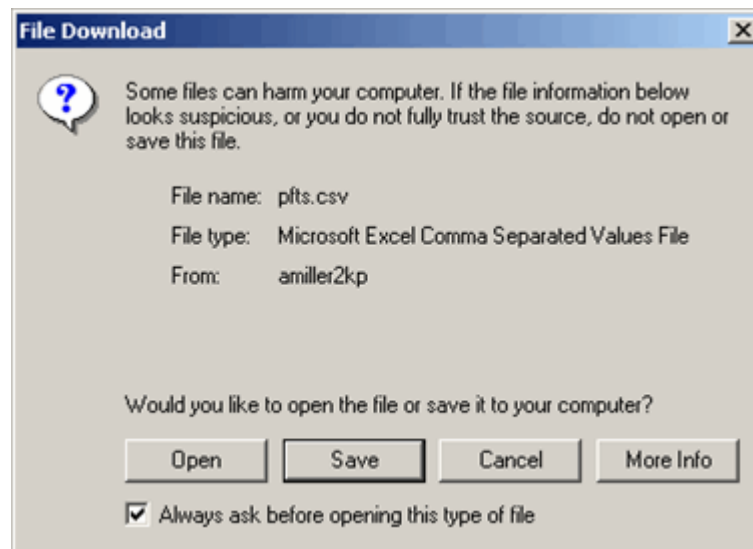 File Download
Some files can harm your computer. If the file information below
looks suspicious, or you do not fully trust the source, do not open or
save this file.
File name: pfts.csv
File type: Microsoft Excel Comma Separated Values File
From: amiller2kp
Would you like to open the file or save it to your computer?
Open Save Cancel More Info
Always ask before opening this type of file